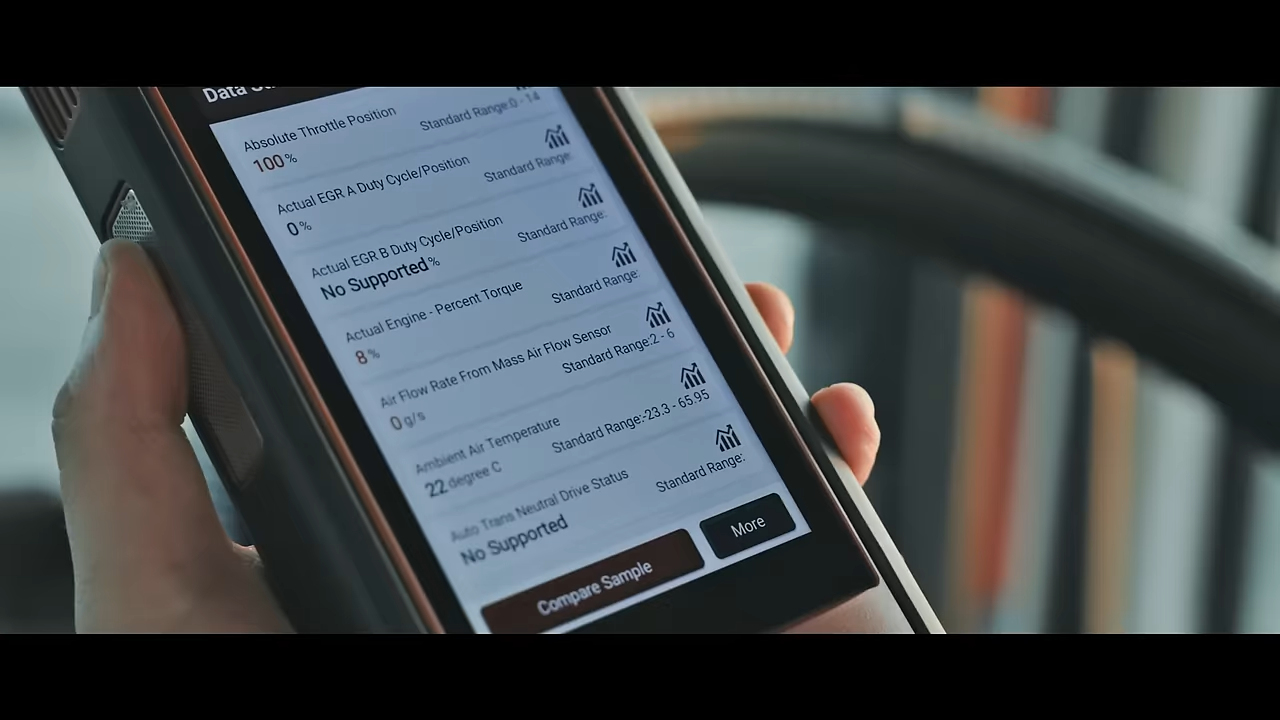 Data
Absolute Throttle Position
100 %
Standard Range:0 - 14
Actual EGR A Duty Cycle/Position
0 %
Standard Range:
Actual EGR B Duty Cycle/Position
No Supported %
Standard Range:
Actual Engine - Percent Torque
8 %
Standard Range:
Air Flow Rate From Mass Air Flow Sensor
0 g/s
Standard Range:2 - 6
Ambient Air Temperature
22 degree C
Standard Range:-23.3 - 65.95
Auto Trans Neutral Drive Status
No Supported
Standard Range:
Compare Sample
More